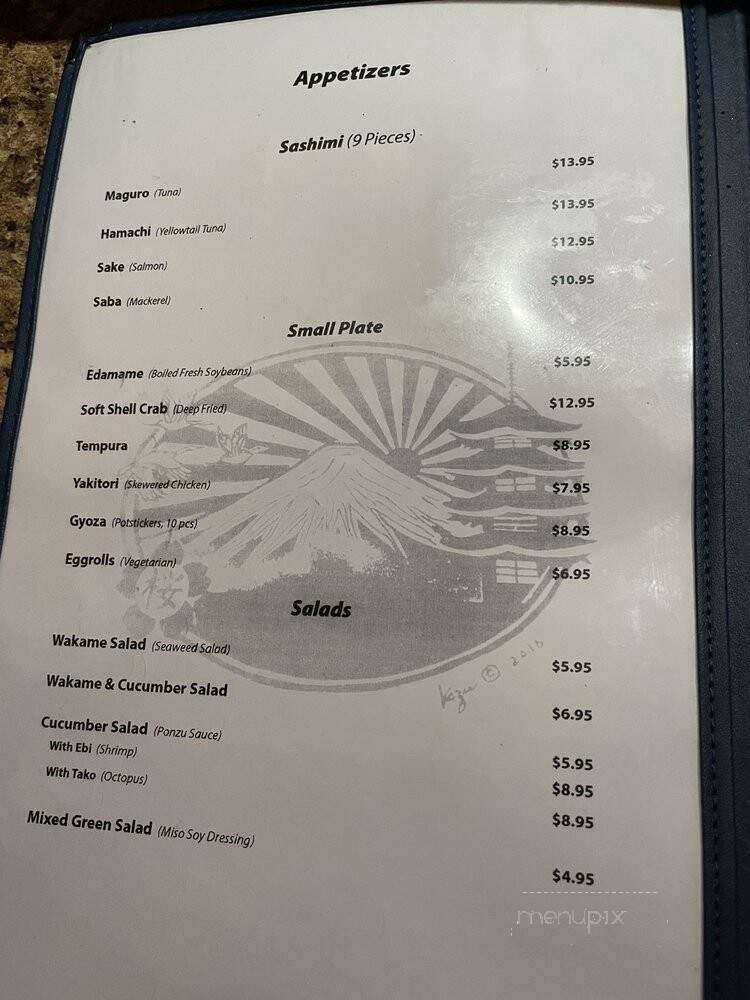 Appetizers
Sashimi (9 Pieces)
Maguro (Tuna) $13.95
Hamachi (Yellowtail Tuna) $13.95
Sake (Salmon) $12.95
Saba (Mackerel) $10.95
Small Plate
Edamame (Boiled Fresh Soybeans) $5.95
Soft Shell Crab (Deep Fried) $12.95
Tempura $8.95
Yakitori (Skewered Chicken) $7.95
Gyoza (Potstickers, 10 pcs) $8.95
Eggrolls (Vegetarian) $6.95
桜
Salads
Wakame Salad (Seaweed Salad) $5.95
Kazu © 2010
Wakame & Cucumber Salad $6.95
Cucumber Salad (Ponzu Sauce) $5.95
With Ebi (Shrimp) $8.95
With Tako (Octopus) $8.95
Mixed Green Salad (Miso Soy Dressing) $4.95
menupix